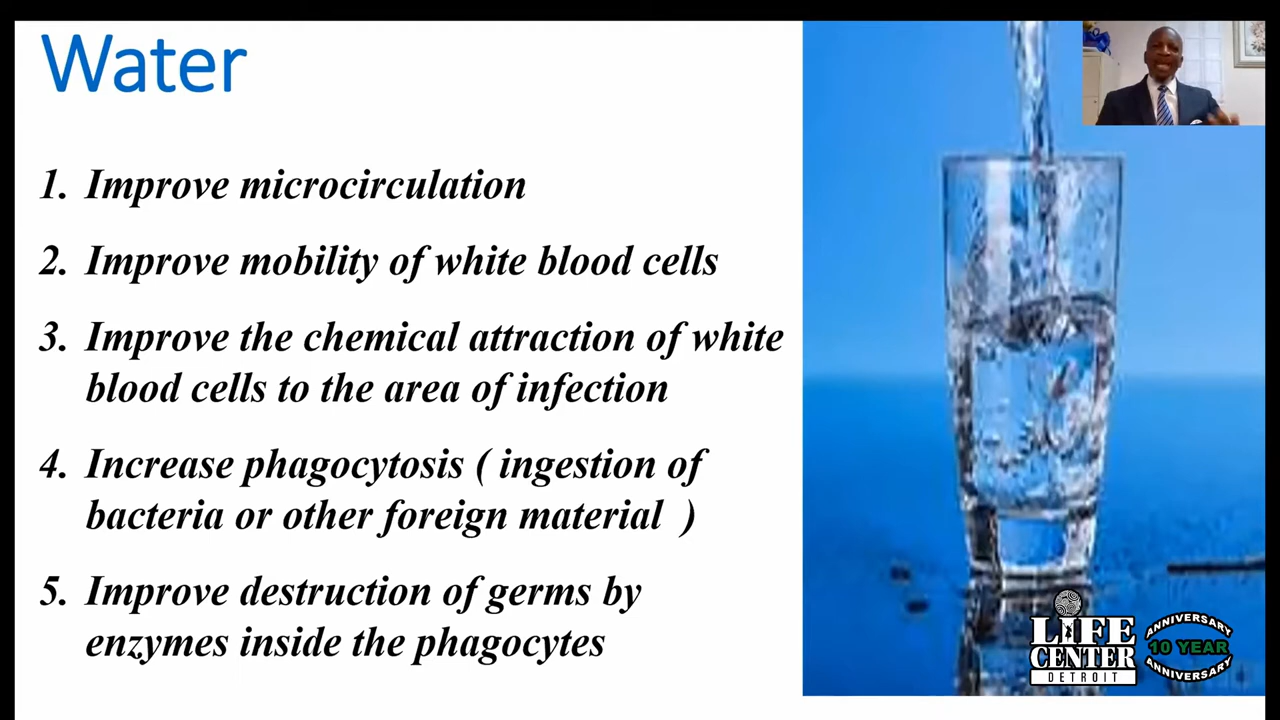 Water
1. Improve microcirculation
2. Improve mobility of white blood cells
3. Improve the chemical attraction of white
blood cells to the area of infection
4. Increase phagocytosis ( ingestion of
bacteria or other foreign material )
5. Improve destruction of germs by
enzymes inside the phagocytes
LIFE
CENTER
DETROIT
ANNIVERSARY
10 YEAR
ANNIVERSARY